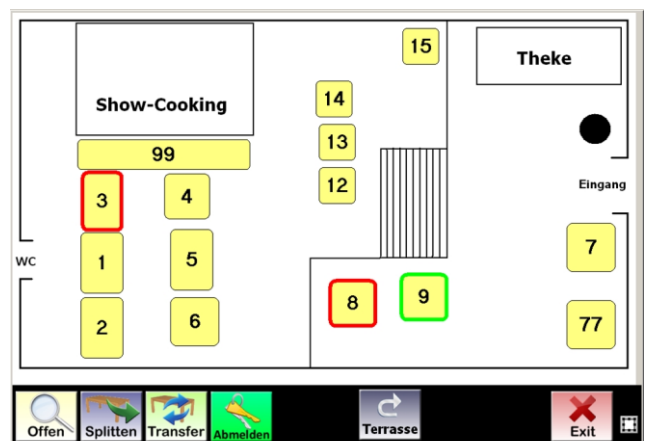 15
Theke
Show-Cooking
14
13
12
99
3
4
Eingang
WC
1
5
7
8
9
2
6
77
Offen
Splitten
Transfer
Abmelden
Terrasse
Exit